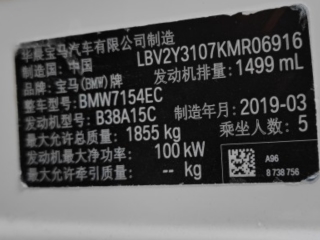 华晨宝马汽车有限公司制造
制造国：中国 LBV2Y3107KMR06916
品牌：宝马(BMW)牌 发动机排量：1499 mL
整车型号：BMW7154EC
发动机型号：B38A15C 制造年月：2019-03
最大允许总质量：1855 kg 乘坐人数：5
发动机最大净功率：100 kW
最大允许牵引质量：-- kg
A96
8 738 756